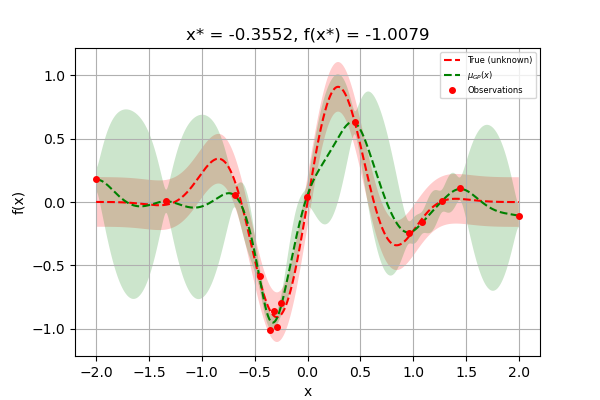 x* = -0.3552, f(x*) = -1.0079
True (unknown)
μGP(x)
Observations
1.0
0.5
0.0
−0.5
−1.0
f(x)
−2.0 −1.5 −1.0 −0.5 0.0 0.5 1.0 1.5 2.0
x